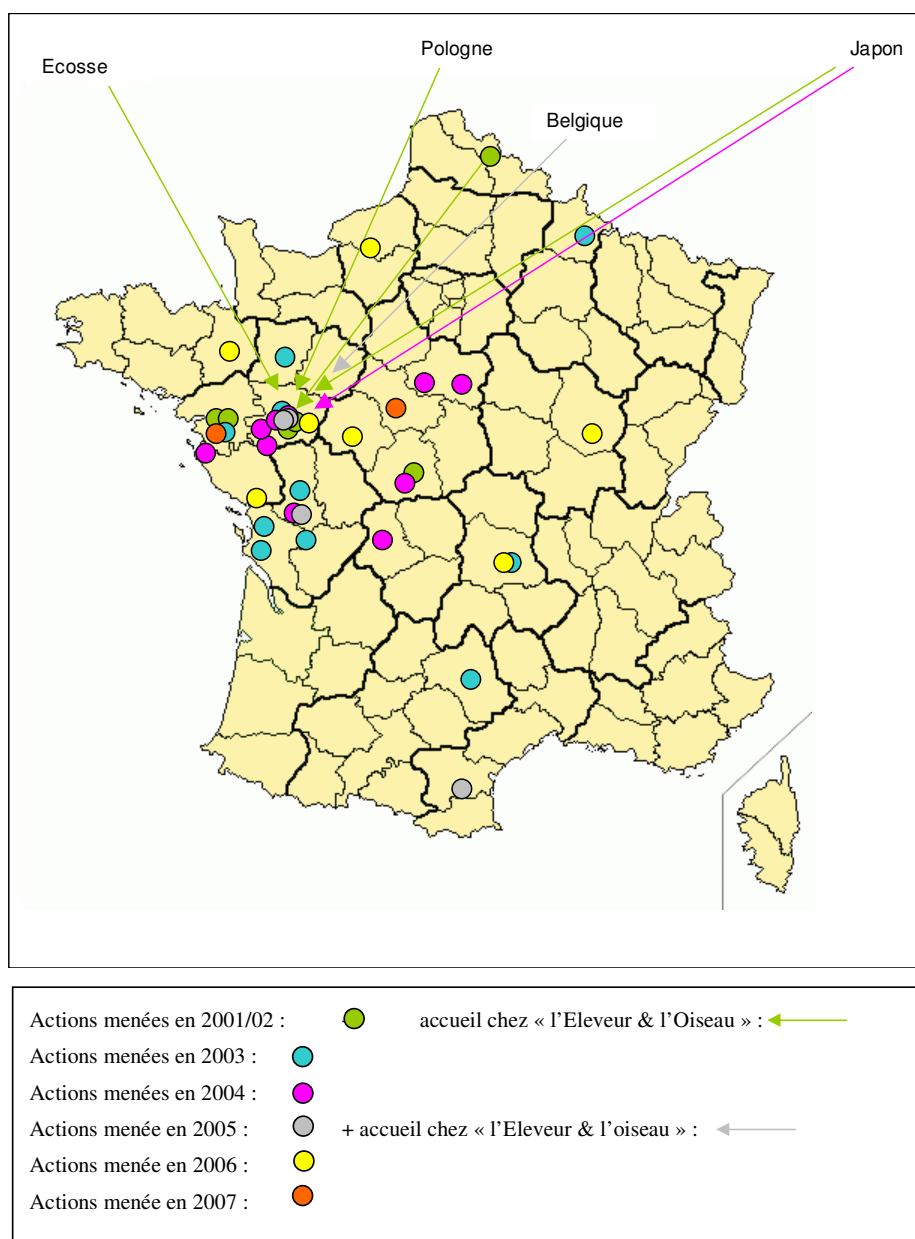 Pologne
Japon
Ecosse
Belgique
Actions menées en 2001/02 : accueil chez « l'Eleveur & l'Oiseau » :
Actions menées en 2003 :
Actions menées en 2004 :
Actions menée en 2005 : + accueil chez « l'Eleveur & l'oiseau » :
Actions menée en 2006 :
Actions menée en 2007 :